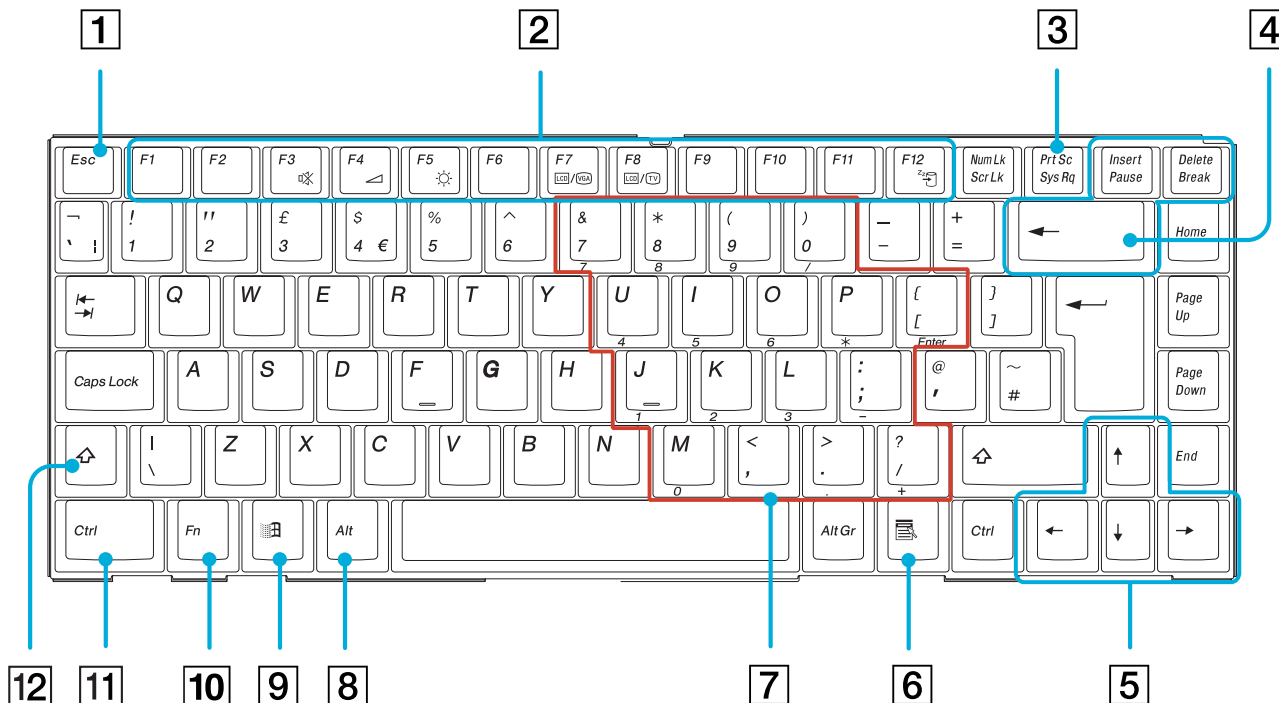 1 2 3 4
Esc F1 F2 F3 F4 F5 F6 F7 F8 F9 F10 F11 F12 Num Lk Prt Sc Insert Delete
LCD / VGA LCD / TV zz Scr Lk Sys Rq Pause Break
¬ ! " £ $ % ^ & * ( ) _ + Home
` ¦ 1 2 3 4 € 5 6 7 8 9 0 - =
7 8 9 /
Q W E R T Y U I O P { } Page
[ ] Up
4 5 6 * Enter
Caps Lock A S D F G H J K L : @ ~ Page
; ' # Down
1 2 3 -
| Z X C V B N M < > ? End
\ , . /
0 . +
Ctrl Fn Alt Alt Gr Ctrl
12 11 10 9 8 7 6 5